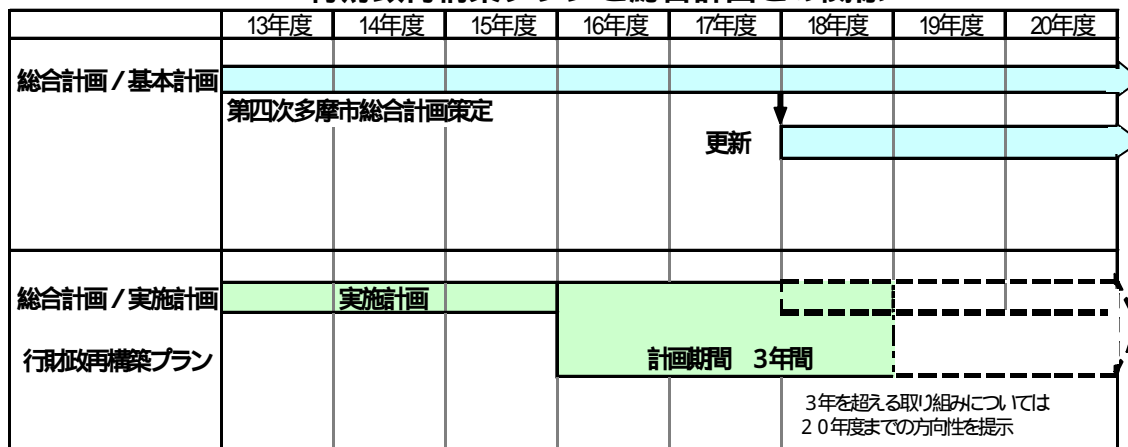 13年度 14年度 15年度 16年度 17年度 18年度 19年度 20年度
総合計画/基本計画
第四次多摩市総合計画策定
更新
総合計画/実施計画 実施計画
行財政再構築プラン 計画期間 3年間
3年を超える取り組みについては
20年度までの方向性を提示